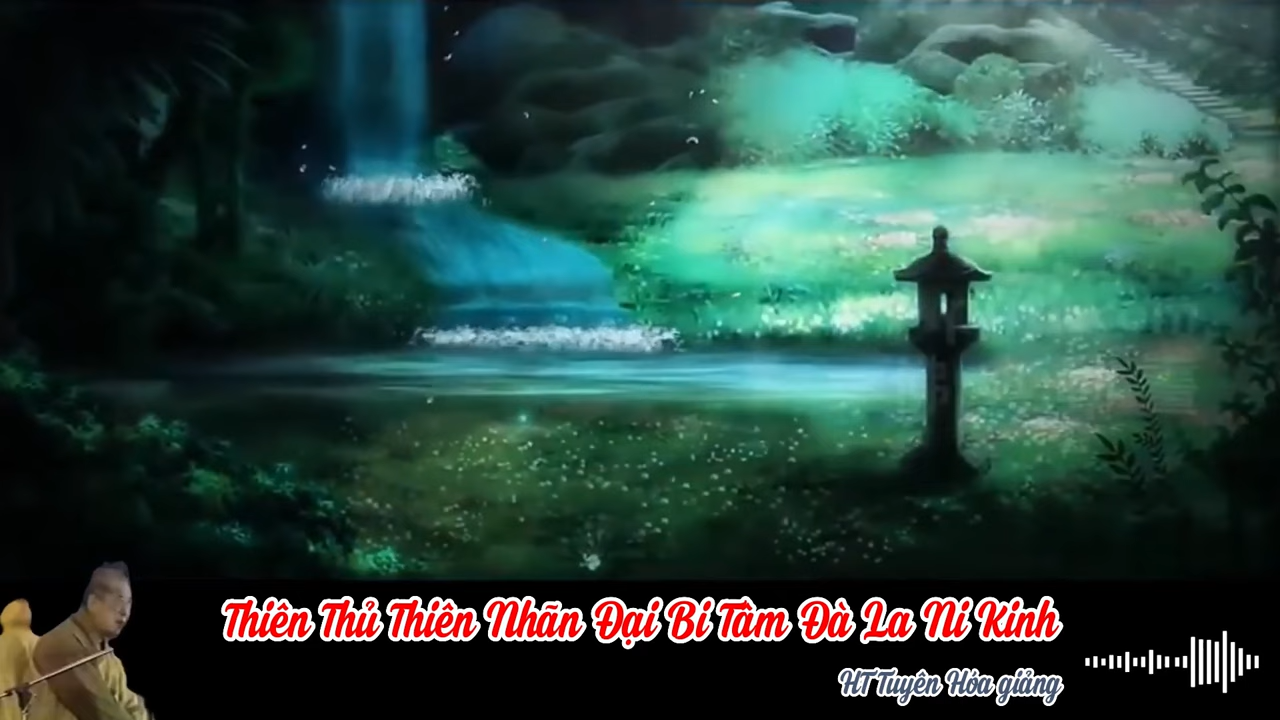 Thiên Thủ Thiên Nhãn Đại Bi Tâm Đà La Ni Kinh
HT Tuyên Hóa giảng